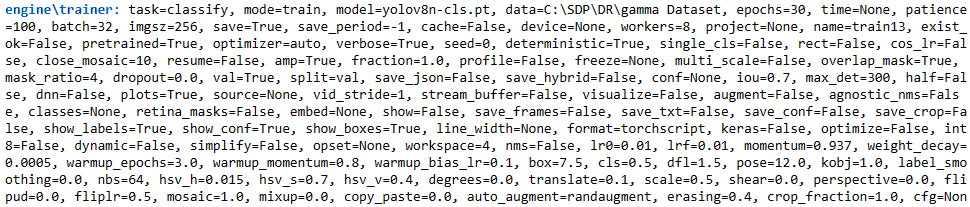 engine\trainer: task=classify, mode=train, model=yolov8n-cls.pt, data=C:\SDP\DR\gamma Dataset, epochs=30, time=None, patience
=100, batch=32, imgsz=256, save=True, save_period=-1, cache=False, device=None, workers=8, project=None, name=train13, exist_
ok=False, pretrained=True, optimizer=auto, verbose=True, seed=0, deterministic=True, single_cls=False, rect=False, cos_lr=Fal
se, close_mosaic=10, resume=False, amp=True, fraction=1.0, profile=False, freeze=None, multi_scale=False, overlap_mask=True,
mask_ratio=4, dropout=0.0, val=True, split=val, save_json=False, save_hybrid=False, conf=None, iou=0.7, max_det=300, half=Fal
se, dnn=False, plots=True, source=None, vid_stride=1, stream_buffer=False, visualize=False, augment=False, agnostic_nms=Fals
e, classes=None, retina_masks=False, embed=None, show=False, save_frames=False, save_txt=False, save_conf=False, save_crop=Fa
lse, show_labels=True, show_conf=True, show_boxes=True, line_width=None, format=torchscript, keras=False, optimize=False, int
8=False, dynamic=False, simplify=False, opset=None, workspace=4, nms=False, lr0=0.01, lrf=0.01, momentum=0.937, weight_decay=
0.0005, warmup_epochs=3.0, warmup_momentum=0.8, warmup_bias_lr=0.1, box=7.5, cls=0.5, dfl=1.5, pose=12.0, kobj=1.0, label_smo
othing=0.0, nbs=64, hsv_h=0.015, hsv_s=0.7, hsv_v=0.4, degrees=0.0, translate=0.1, scale=0.5, shear=0.0, perspective=0.0, fli
pud=0.0, fliplr=0.5, mosaic=1.0, mixup=0.0, copy_paste=0.0, auto_augment=randaugment, erasing=0.4, crop_fraction=1.0, cfg=Non